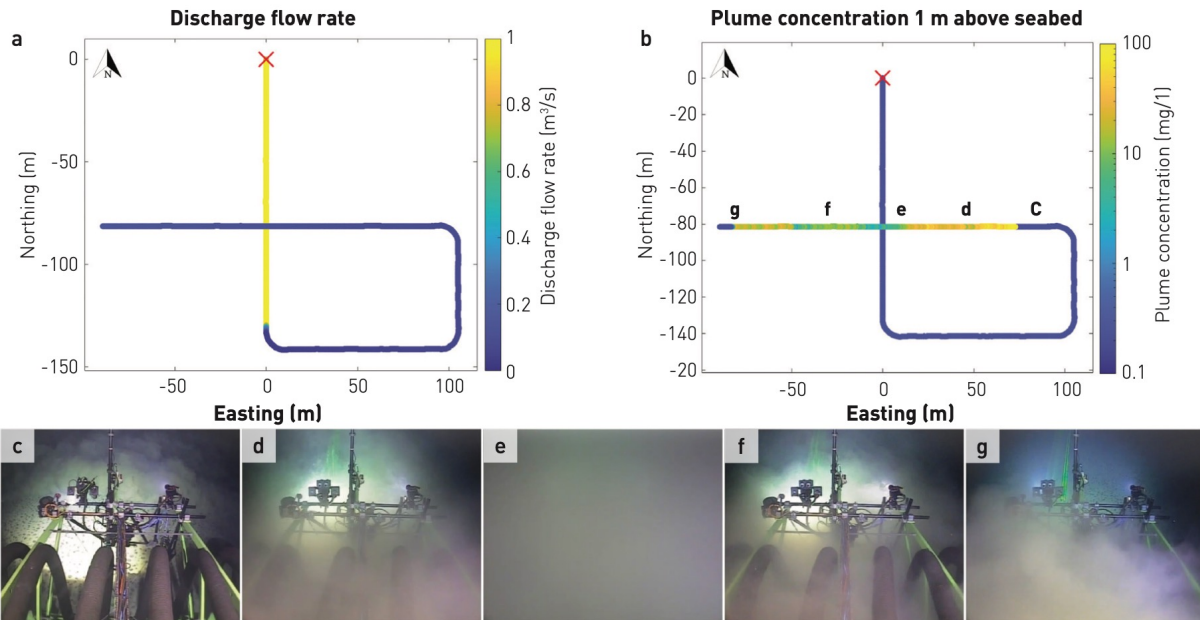 Discharge flow rate
a
N
0
-50
-100
-150
Northing (m)
-50
0
50
100
1
0.8
0.6
0.4
0.2
0
Discharge flow rate (m³/s)
Easting (m)
Plume concentration 1 m above seabed
b
N
0
-20
-40
-60
-80
-100
-120
-140
-20
Northing (m)
g f e d C
-50
0
50
100
100
10
1
0.1
Plume concentration (mg/1)
Easting (m)
c
d
e
f
g